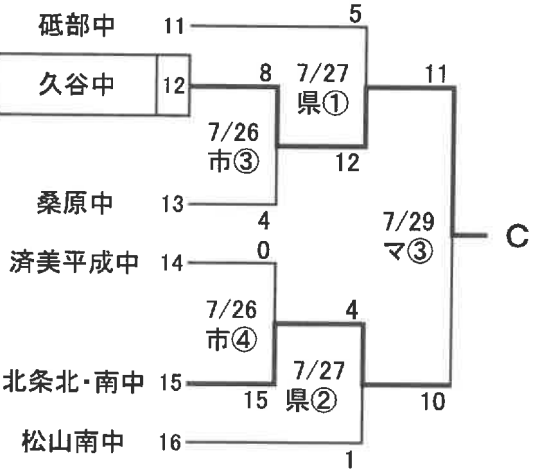 5
砥部中 11
11
久谷中 12
8
7/27
県①
7/26
市③
12
桑原中 13
4
7/29
マ③
C
0
済美平成中 14
7/26
市④
4
7/27
県②
北条北・南中 15
15
10
松山南中 16
1